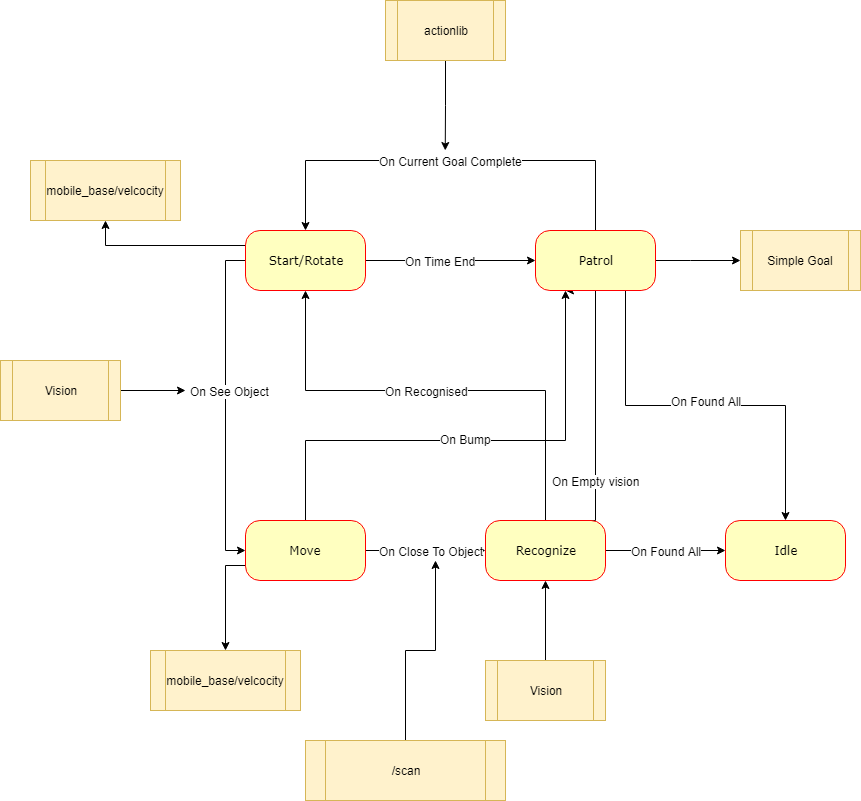 actionlib
On Current Goal Complete
mobile_base/velcocity
Start/Rotate
On Time End
Patrol
Simple Goal
Vision
On See Object
On Recognised
On Found All
On Bump
On Empty vision
Move
On Close To Object
Recognize
On Found All
Idle
mobile_base/velcocity
Vision
/scan